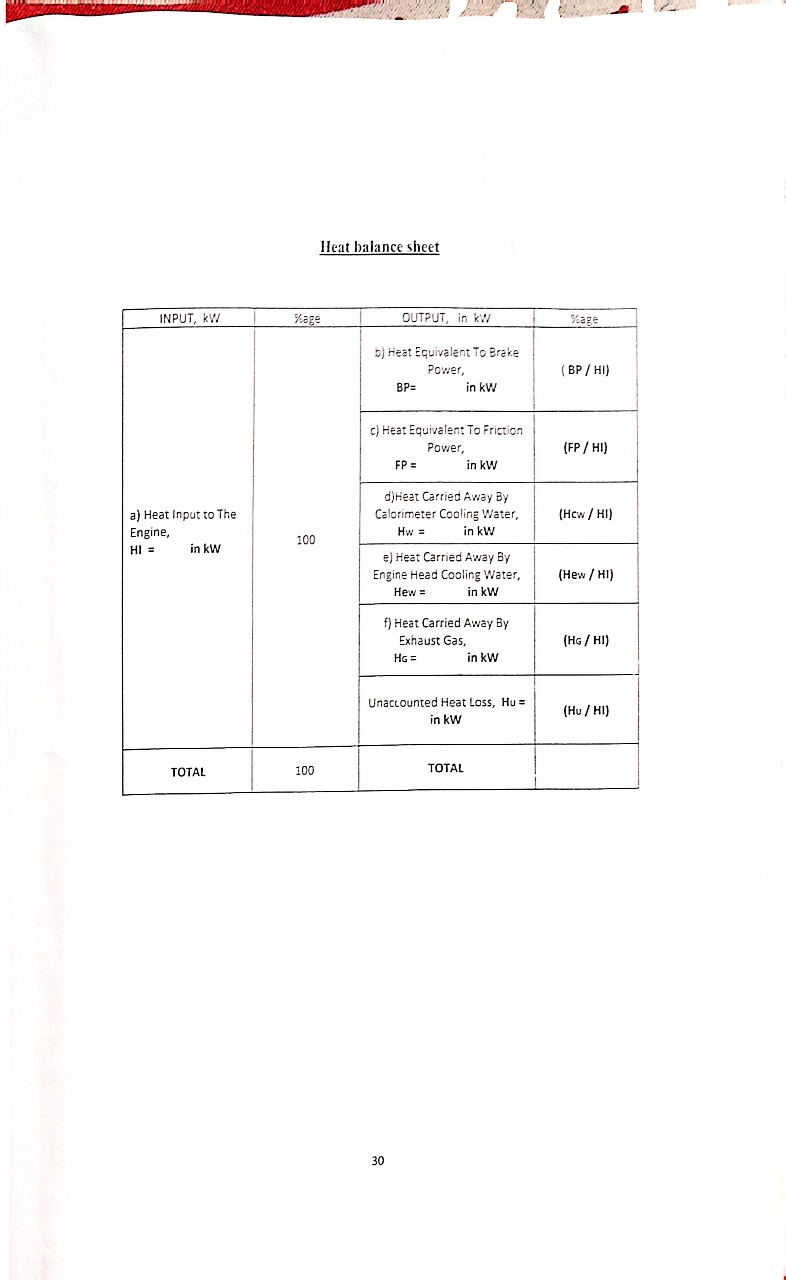 Heat balance sheet
INPUT, kW
%age
OUTPUT, in kW
%age
a) Heat Input to The
Engine,
HI = in kW
100
b) Heat Equivalent To Brake
Power,
BP= in kW
( BP / HI)
c) Heat Equivalent To Friction
Power,
FP = in kW
(FP / HI)
d)Heat Carried Away By
Calorimeter Cooling Water,
Hw = in kW
(Hcw / HI)
e) Heat Carried Away By
Engine Head Cooling Water,
Hew = in kW
(Hew / HI)
f) Heat Carried Away By
Exhaust Gas,
HG = in kW
(HG / HI)
Unaccounted Heat Loss, Hu =
in kW
(Hu / HI)
TOTAL
100
TOTAL
30